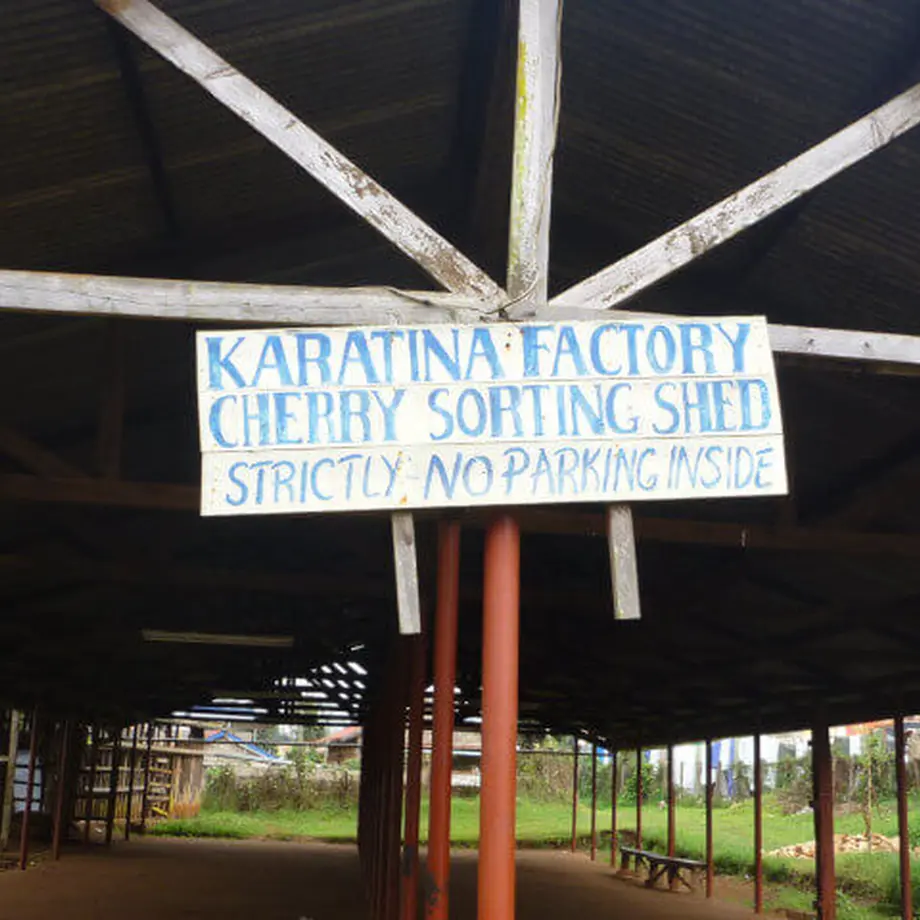 KARATINA FACTORY
CHERRY SORTING SHED
STRICTLY-NO PARKING INSIDE